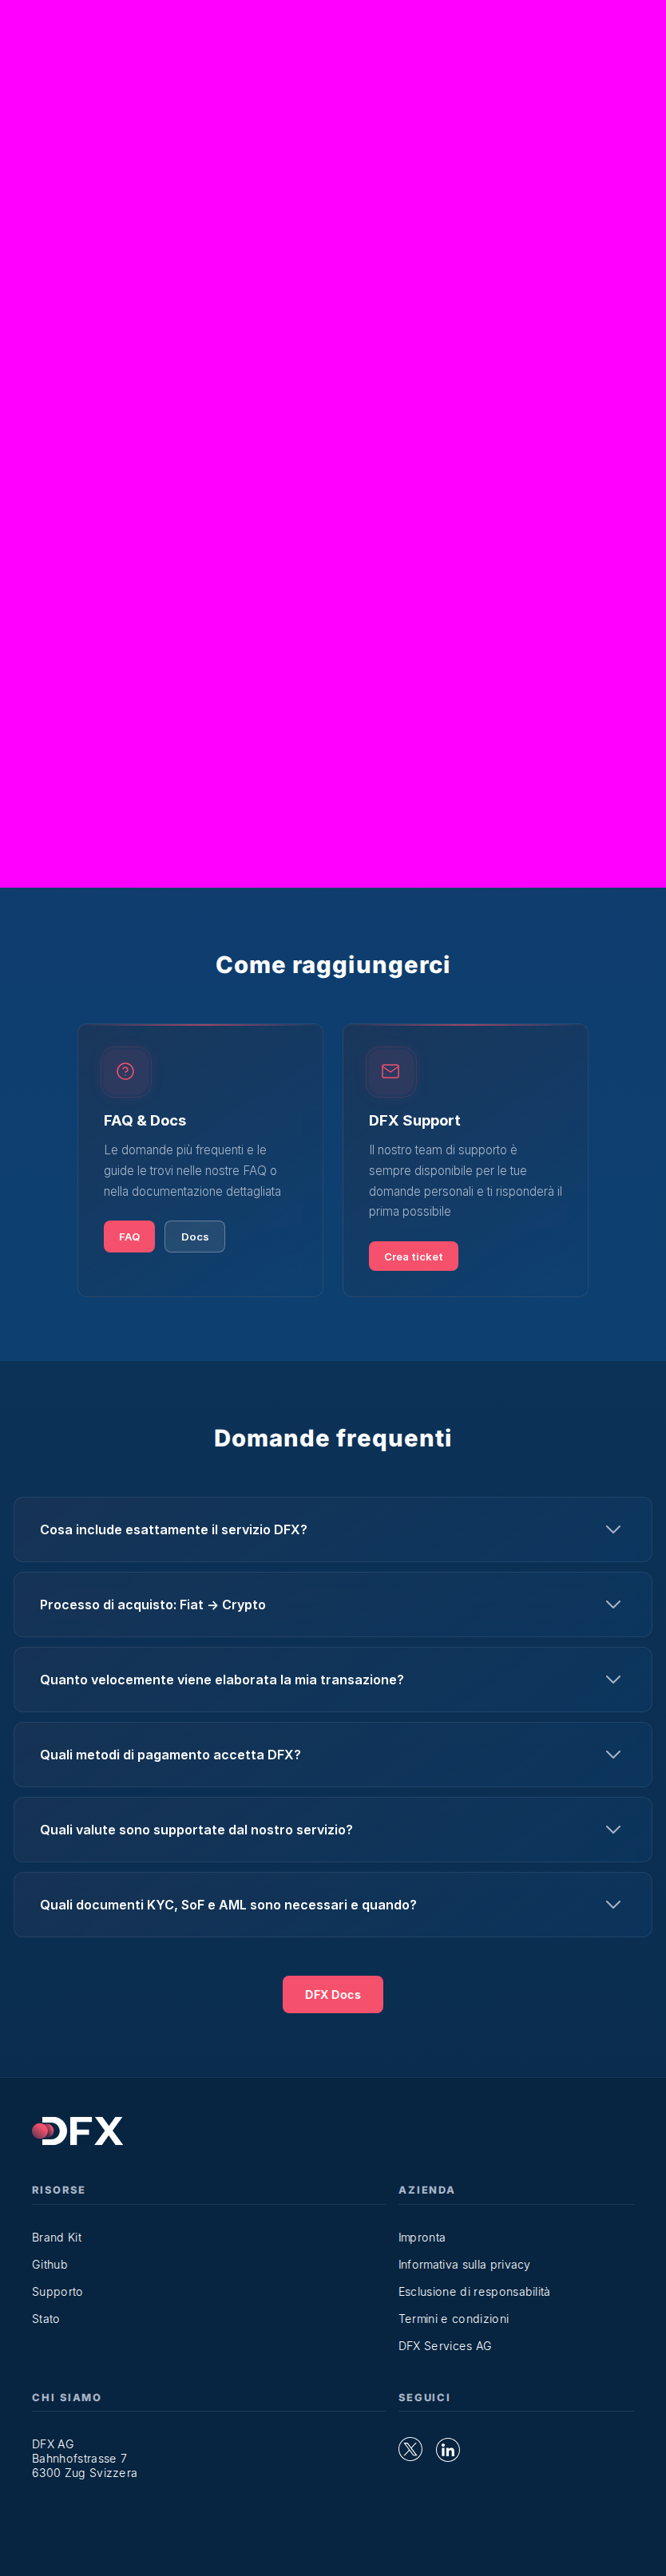 Come raggiungerci
FAQ & Docs
Le domande più frequenti e le
guide le trovi nelle nostre FAQ o
nella documentazione dettagliata
FAQ
Docs
DFX Support
Il nostro team di supporto è
sempre disponibile per le tue
domande personali e ti risponderà il
prima possibile
Crea ticket
Domande frequenti
Cosa include esattamente il servizio DFX?
Processo di acquisto: Fiat → Crypto
Quanto velocemente viene elaborata la mia transazione?
Quali metodi di pagamento accetta DFX?
Quali valute sono supportate dal nostro servizio?
Quali documenti KYC, SoF e AML sono necessari e quando?
DFX Docs
DFX
RISORSE
Brand Kit
Github
Supporto
Stato
AZIENDA
Impronta
Informativa sulla privacy
Esclusione di responsabilità
Termini e condizioni
DFX Services AG
CHI SIAMO
DFX AG
Bahnhofstrasse 7
6300 Zug Svizzera
SEGUICI